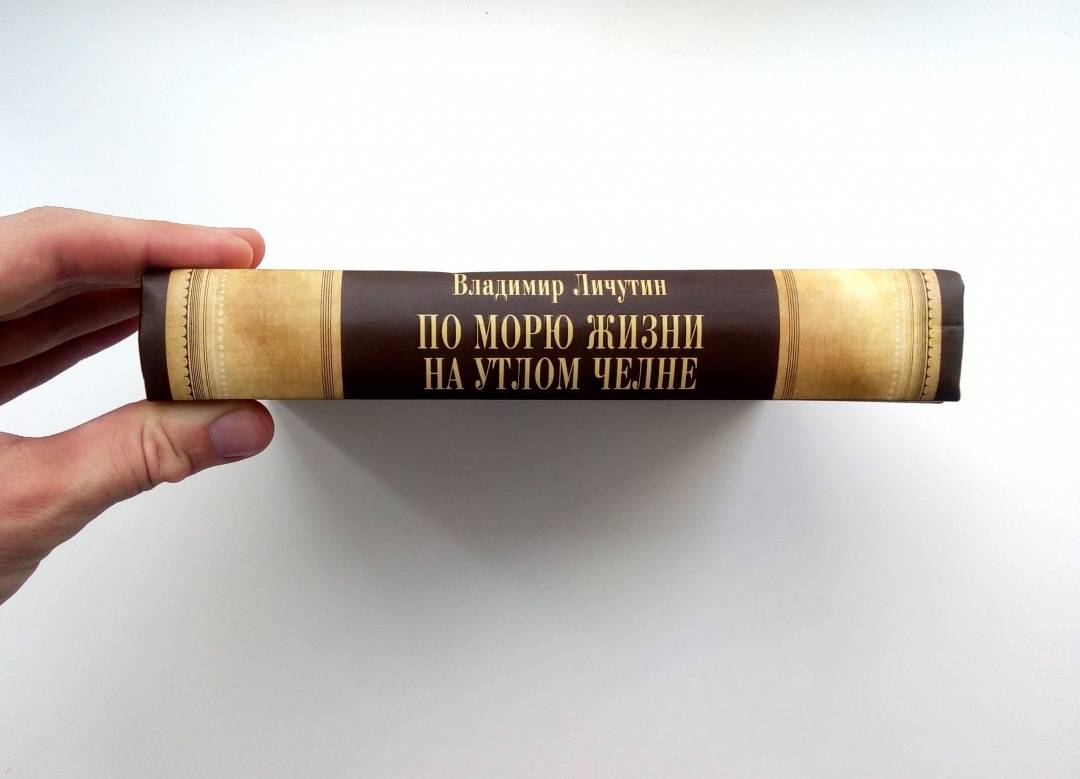 Владимир Личутин
ПО МОРЮ ЖИЗНИ
НА УТЛОМ ЧЕЛНЕ